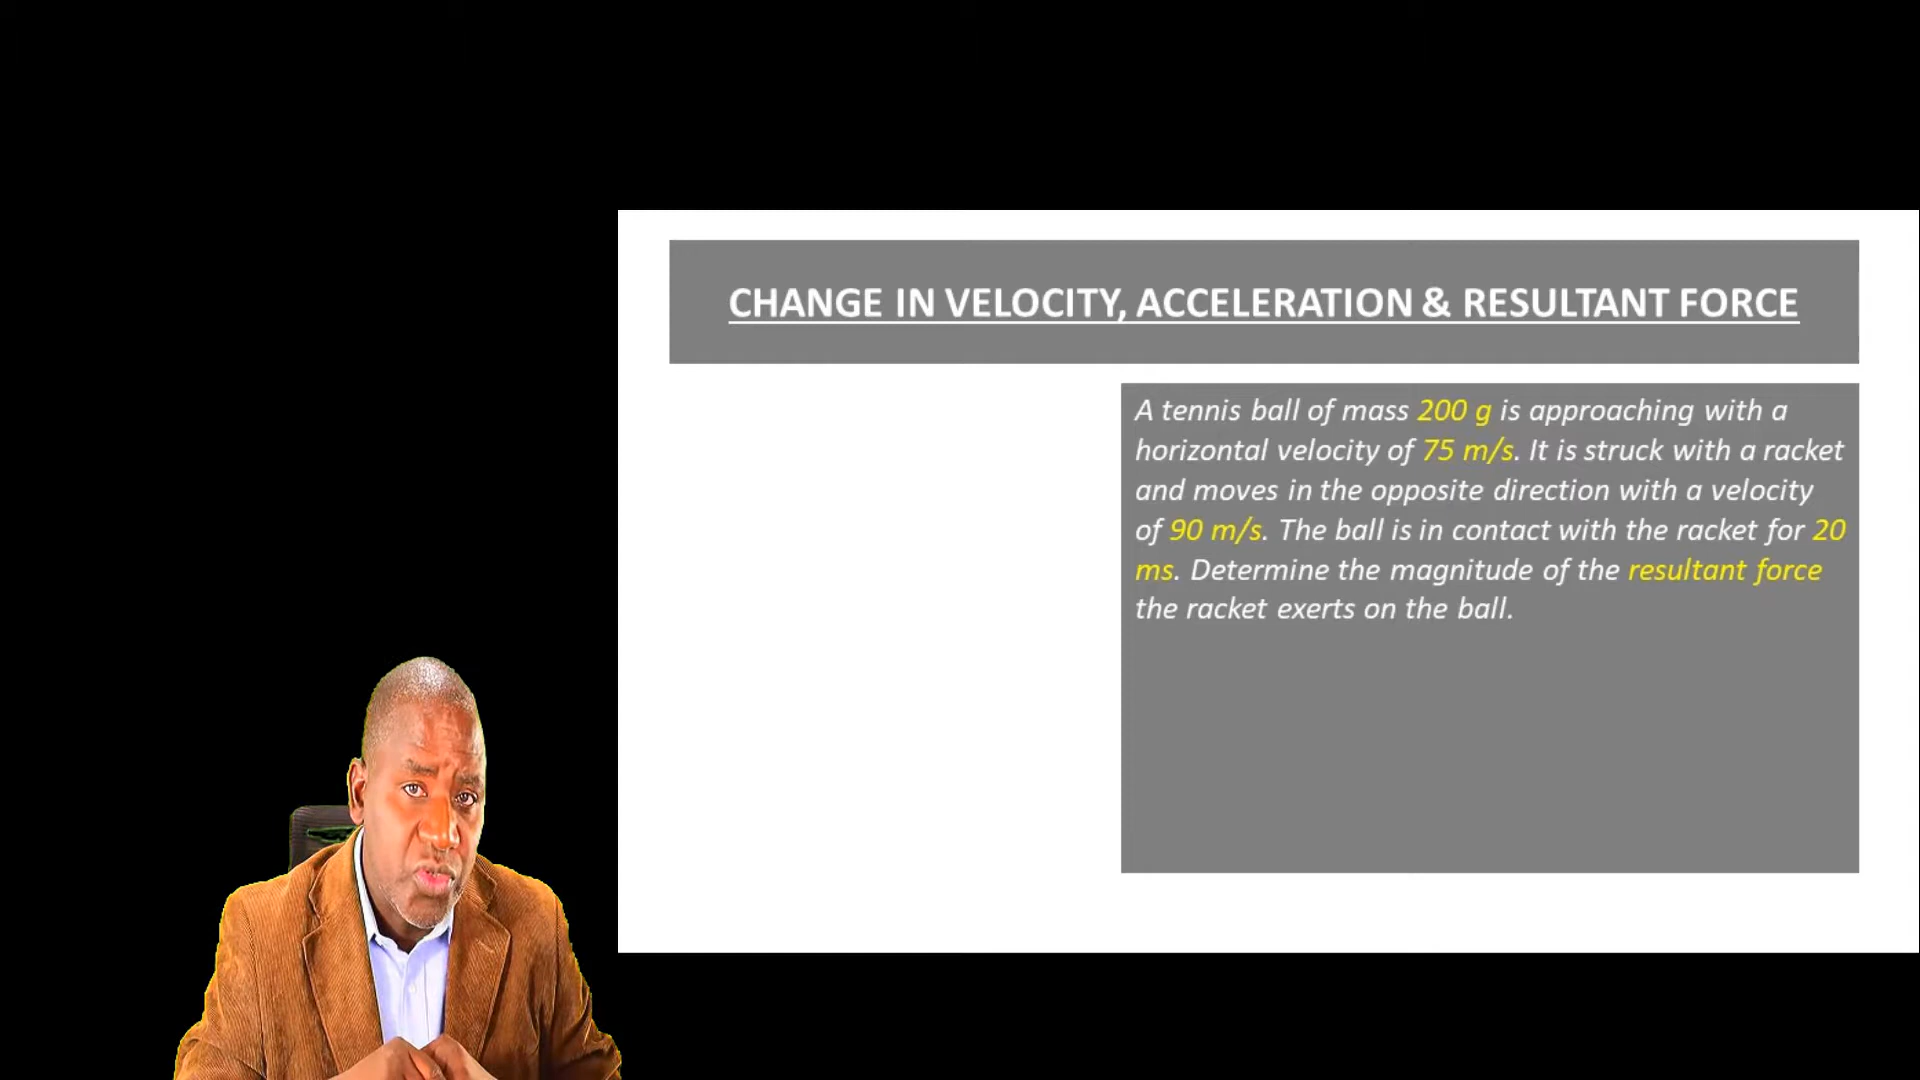 CHANGE IN VELOCITY, ACCELERATION & RESULTANT FORCE
A tennis ball of mass 200 g is approaching with a
horizontal velocity of 75 m/s. It is struck with a racket
and moves in the opposite direction with a velocity
of 90 m/s. The ball is in contact with the racket for 20
ms. Determine the magnitude of the resultant force
the racket exerts on the ball.